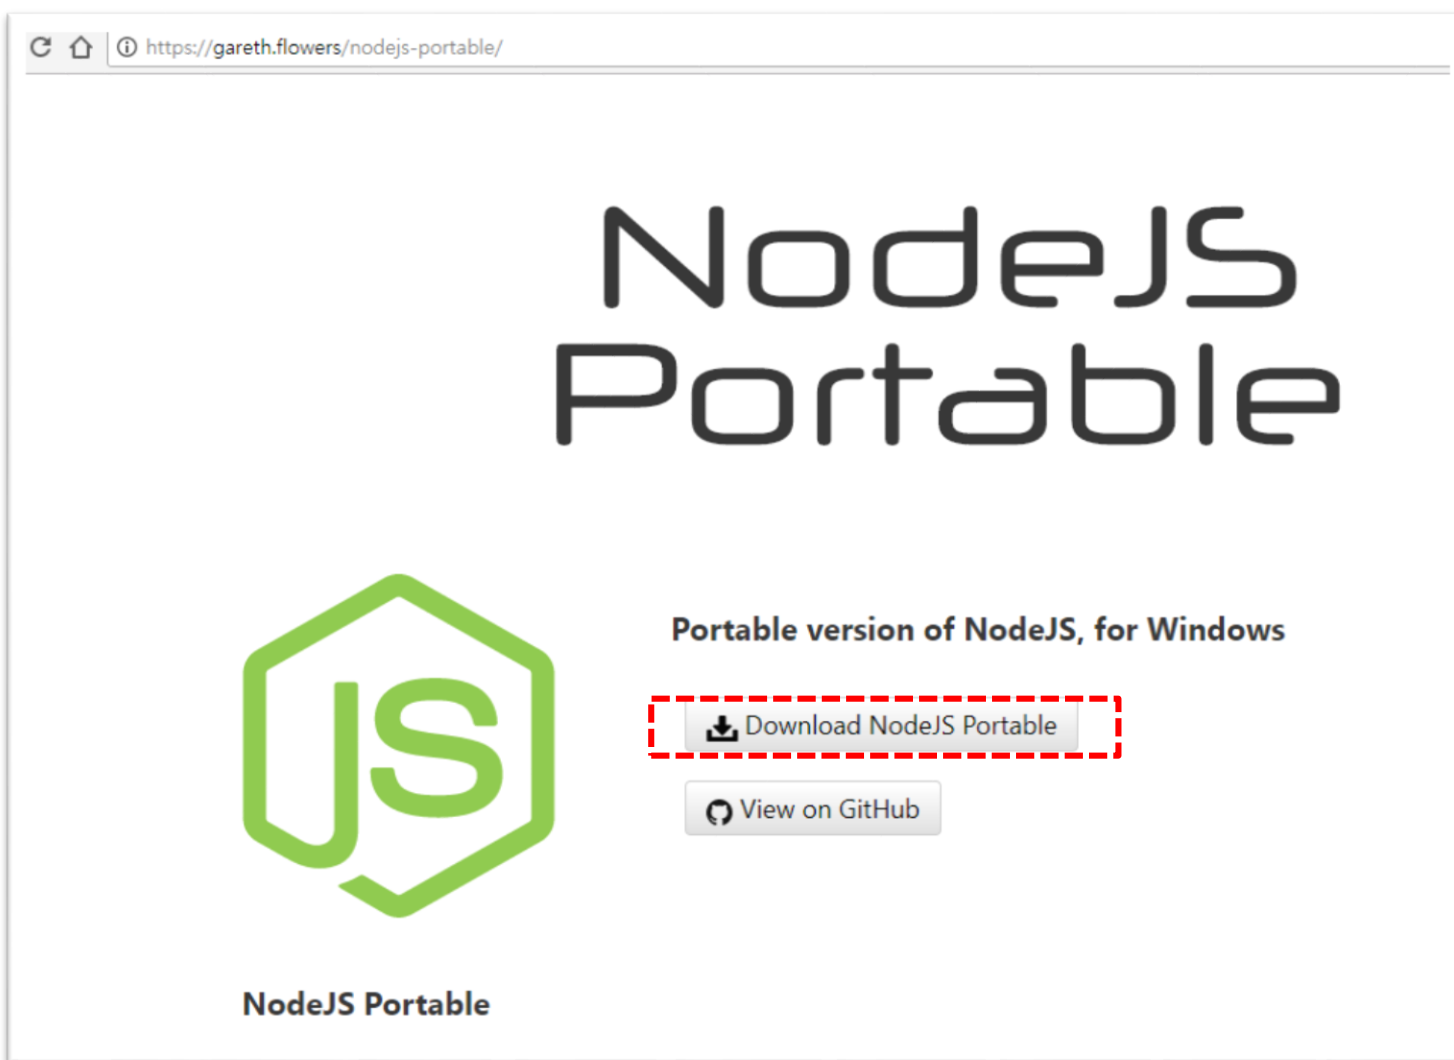 https://gareth.flowers/nodejs-portable/
NodeJS
Portable
JS
Portable version of NodeJS, for Windows
Download NodeJS Portable
View on GitHub
NodeJS Portable